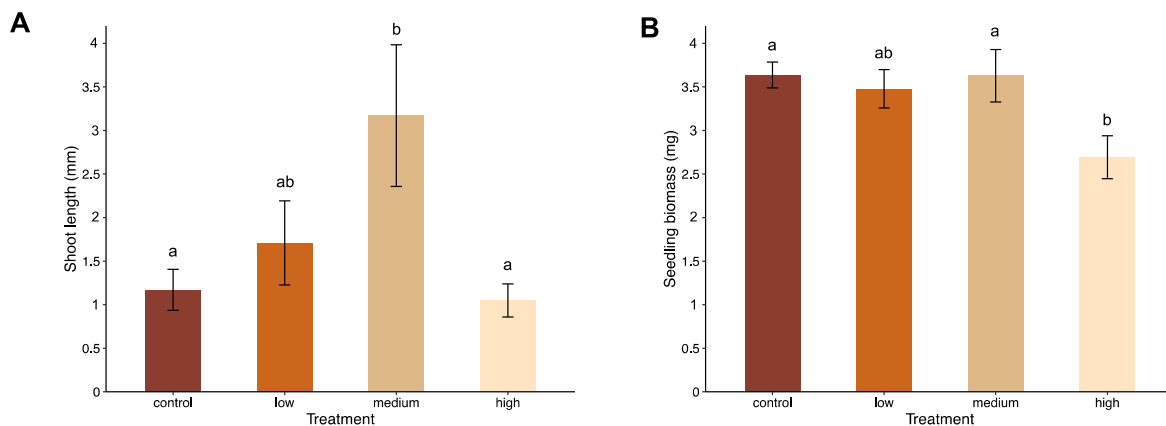 A
Shoot length (mm)
4
3.5
3
2.5
2
1.5
1
0.5
0
a
ab
b
a
control
low
medium
high
Treatment
B
Seedling biomass (mg)
4
3.5
3
2.5
2
1.5
1
0.5
0
a
ab
a
b
control
low
medium
high
Treatment